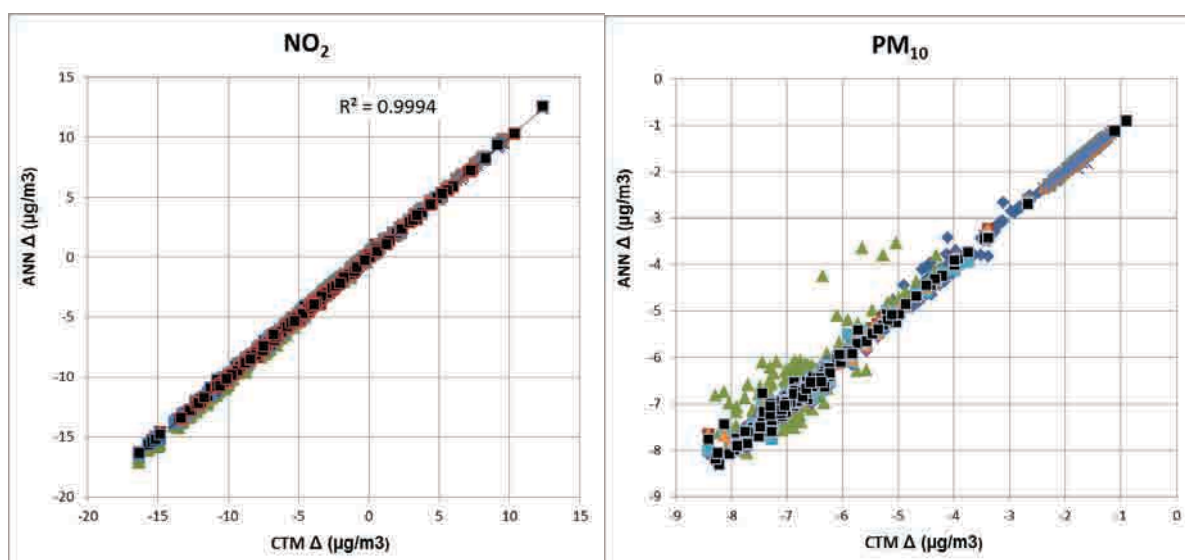 NO₂
15
10
5
0
-5
-10
-15
-20
ANN Δ (µg/m3)
R² = 0.9994
-20 -15 -10 -5 0 5 10 15
CTM Δ (µg/m3)
PM₁₀
0
-1
-2
-3
-4
-5
-6
-7
-8
-9
ANN Δ (µg/m3)
-9 -8 -7 -6 -5 -4 -3 -2 -1 0
CTM Δ (µg/m3)